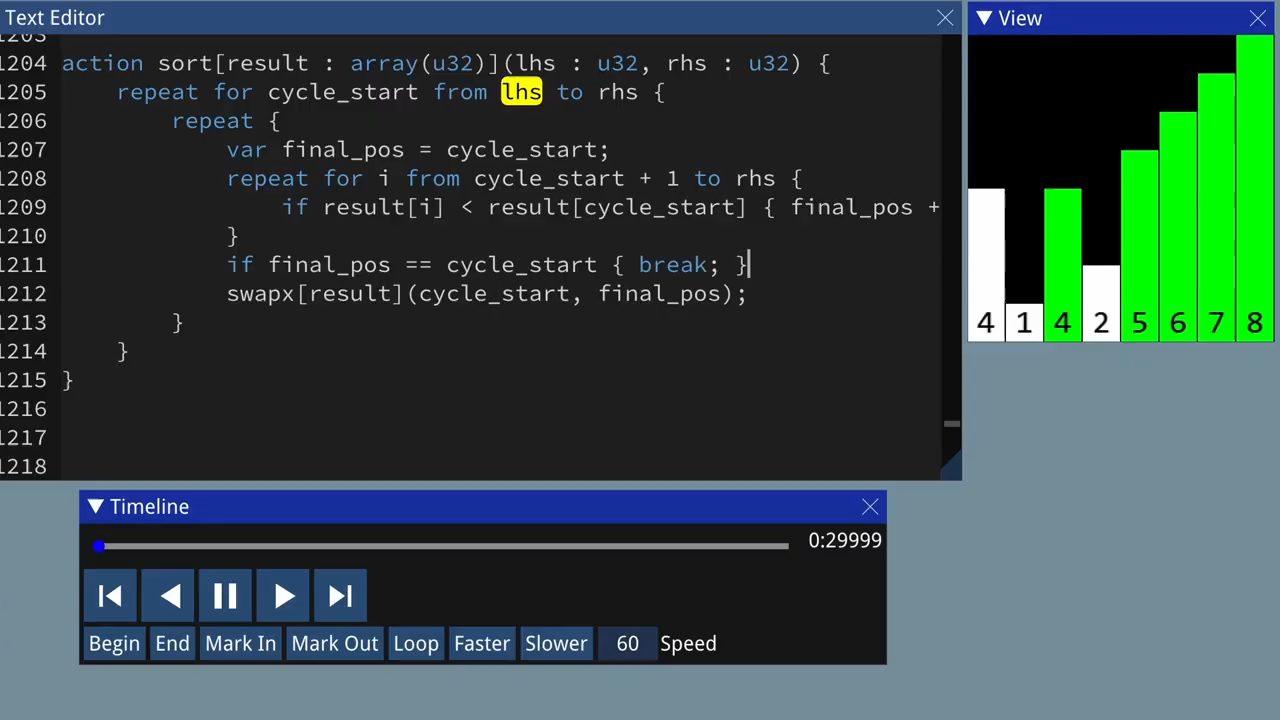 Text Editor
1203
1204 action sort[result : array(u32)](lhs : u32, rhs : u32) {
1205 repeat for cycle_start from lhs to rhs {
1206 repeat {
1207 var final_pos = cycle_start;
1208 repeat for i from cycle_start + 1 to rhs {
1209 if result[i] < result[cycle_start] { final_pos +
1210 }
1211 if final_pos == cycle_start { break; }
1212 swapx[result](cycle_start, final_pos);
1213 }
1214 }
1215 }
1216
1217
1218
View
4 1 4 2 5 6 7 8
Timeline
0:29999
Begin End Mark In Mark Out Loop Faster Slower 60 Speed